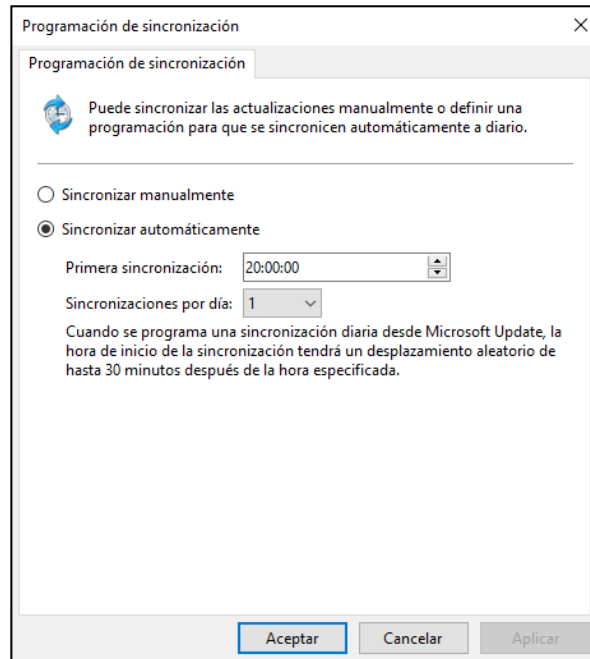 Programación de sincronización
Programación de sincronización
Puede sincronizar las actualizaciones manualmente o definir una
programación para que se sincronicen automáticamente a diario.
Sincronizar manualmente
Sincronizar automáticamente
Primera sincronización: 20:00:00
Sincronizaciones por día: 1
Cuando se programa una sincronización diaria desde Microsoft Update, la
hora de inicio de la sincronización tendrá un desplazamiento aleatorio de
hasta 30 minutos después de la hora especificada.
Aceptar Cancelar Aplicar